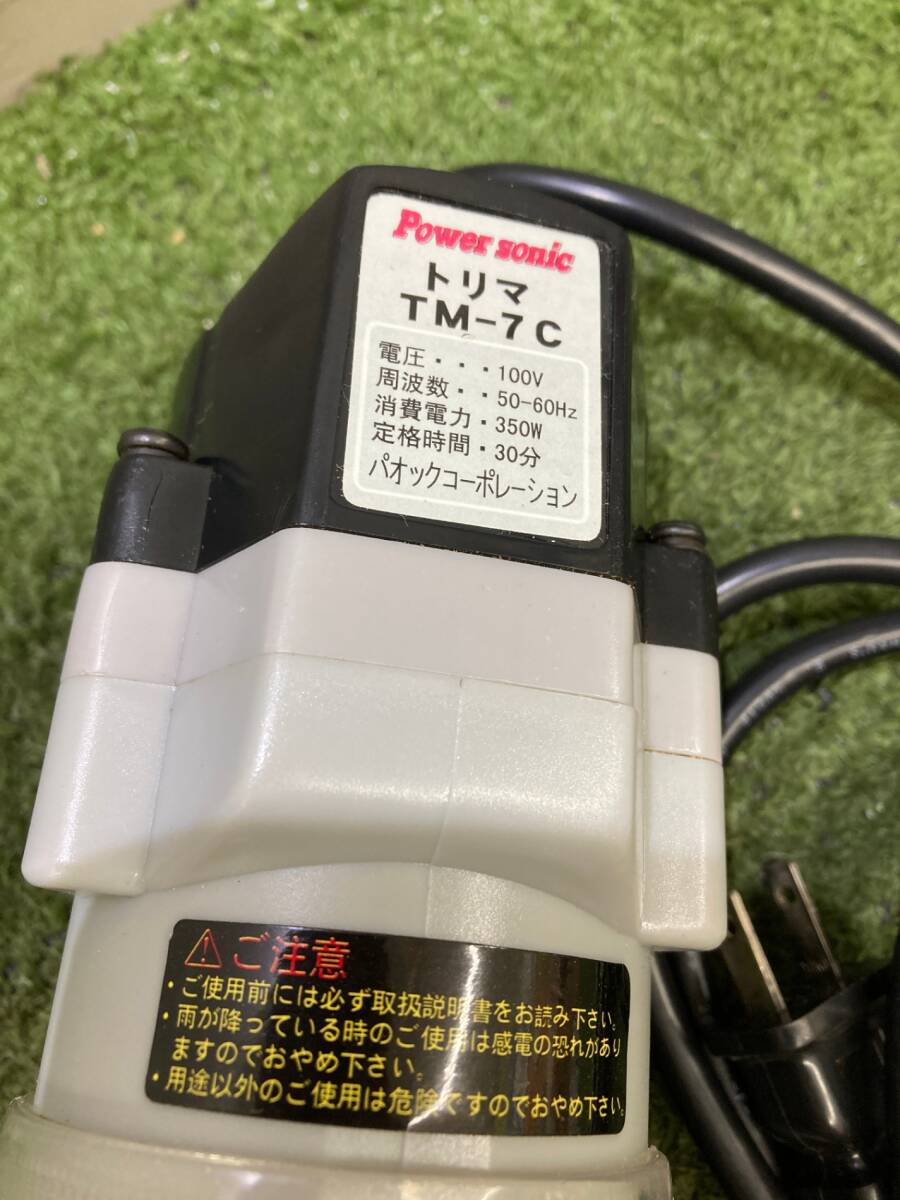 Power sonic
トリマ
TM-7C
電圧・・・100V
周波数・・50-60Hz
消費電力・350W
定格時間・30分
パオックコーポレーション
⚠ご注意
・ご使用前には必ず取扱説明書をお読み下さい。
・雨が降っている時のご使用は感電の恐れがあり
ますのでおやめ下さい。
・用途以外のご使用は危険ですのでおやめ下さい。